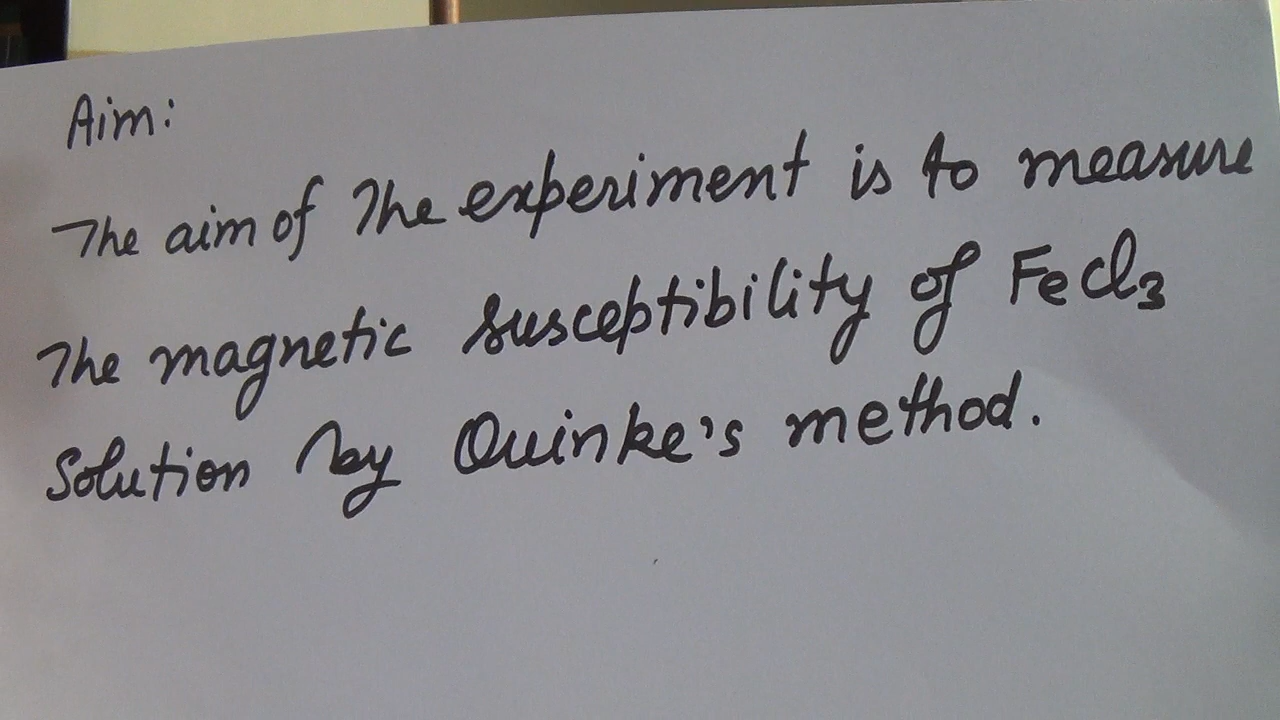 Aim:
The aim of The experiment is to measure
The magnetic susceptibility of FeCl3
Solution by Quinke's method.